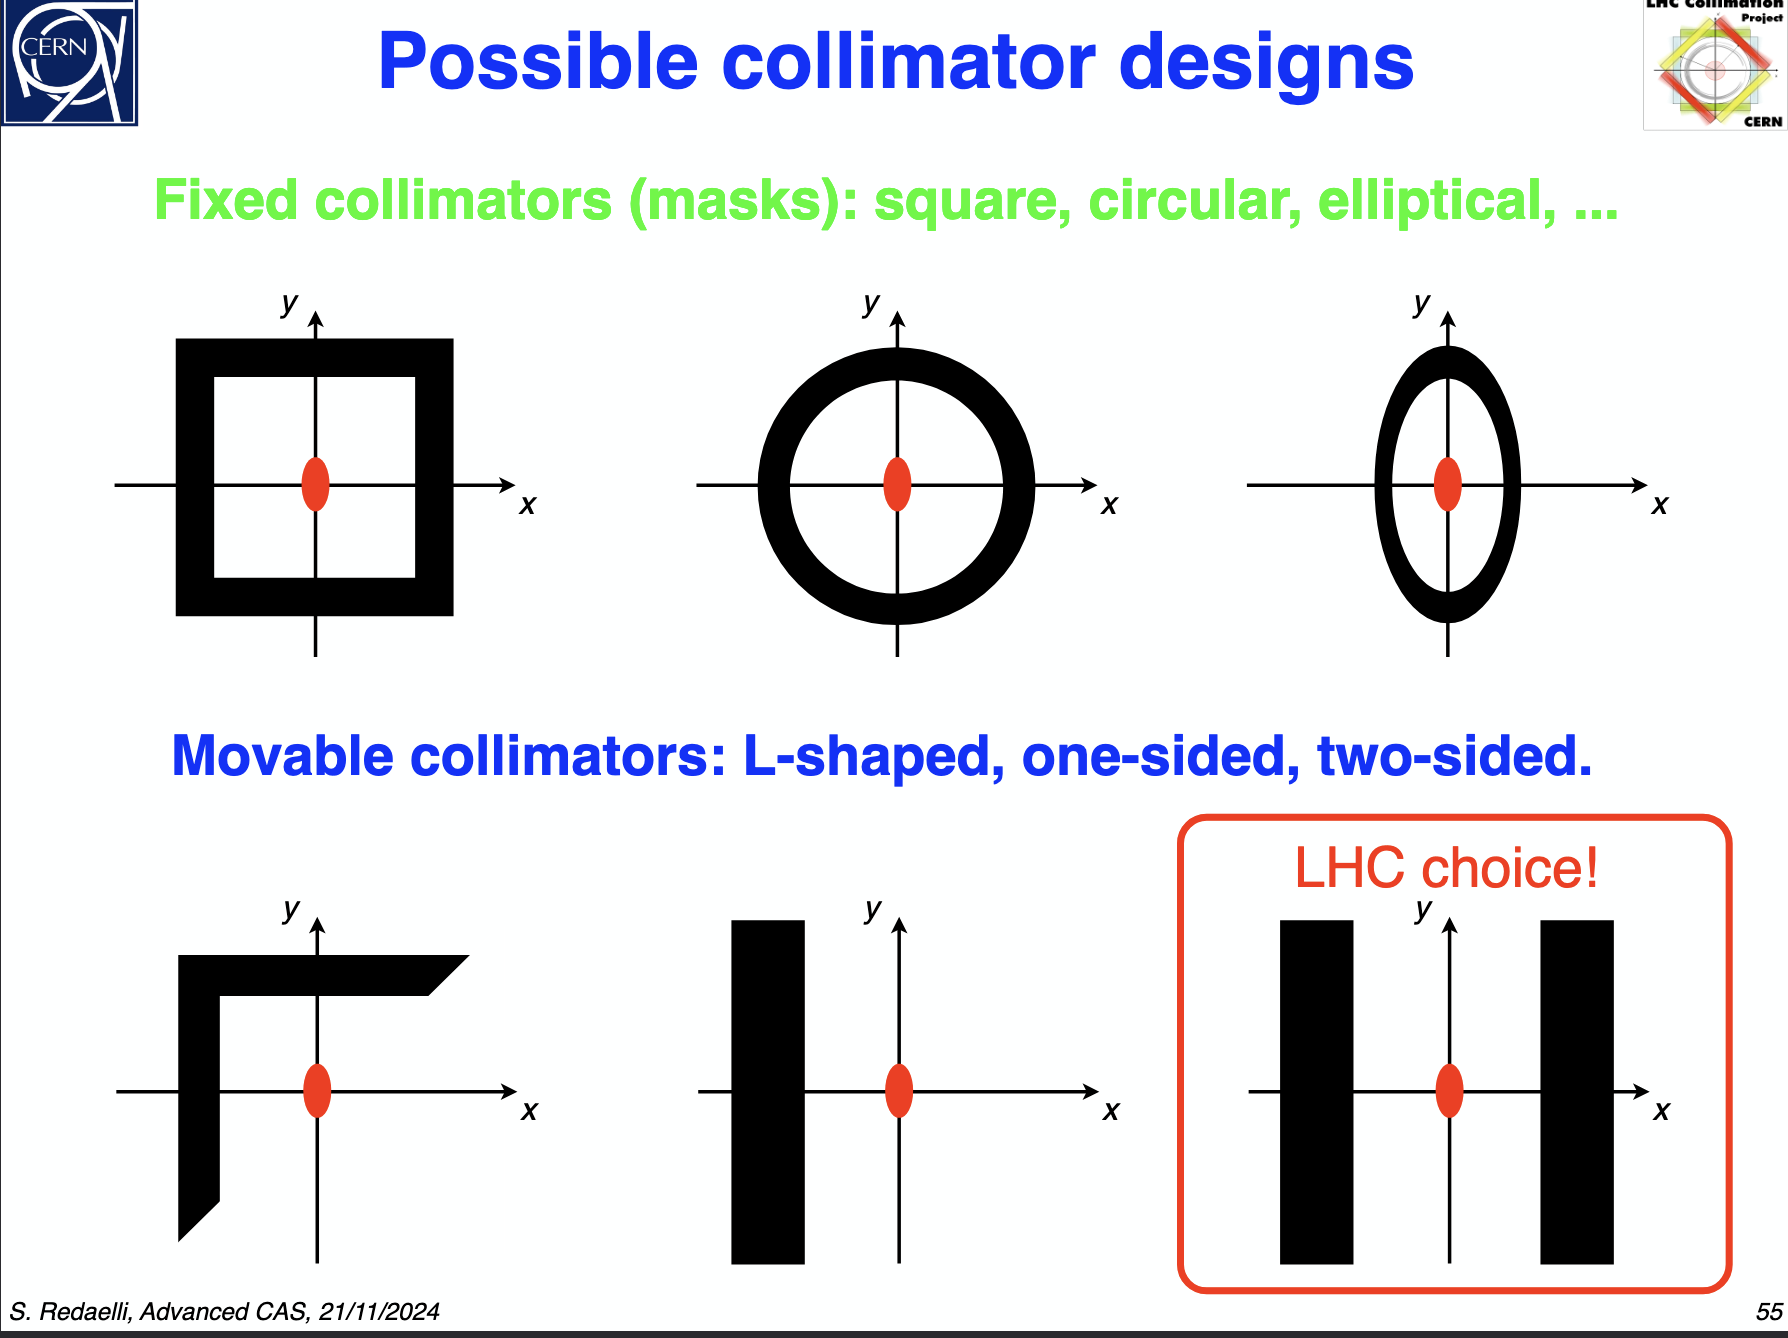 CERN
Possible collimator designs
LHC Collimation
Project
CERN
Fixed collimators (masks): square, circular, elliptical, ...
y
x
y
x
y
x
Movable collimators: L-shaped, one-sided, two-sided.
LHC choice!
y
x
y
x
y
x
S. Redaelli, Advanced CAS, 21/11/2024
55